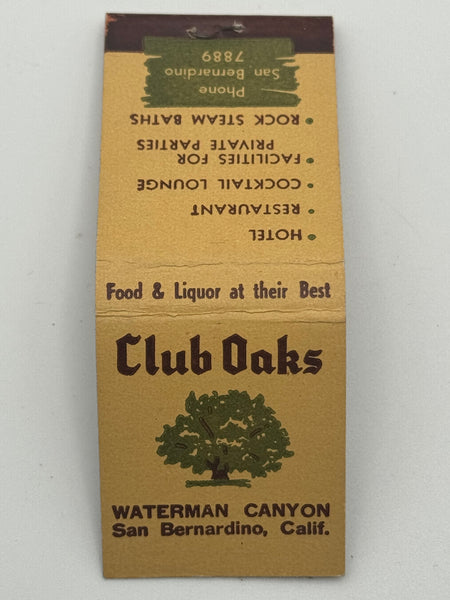 Food & Liquor at their Best
Club Oaks
WATERMAN CANYON
San Bernardino, Calif.
• HOTEL
• RESTAURANT
• COCKTAIL LOUNGE
• FACILITIES FOR
PRIVATE PARTIES
• ROCK STEAM BATHS
Phone
San Bernardino
7889